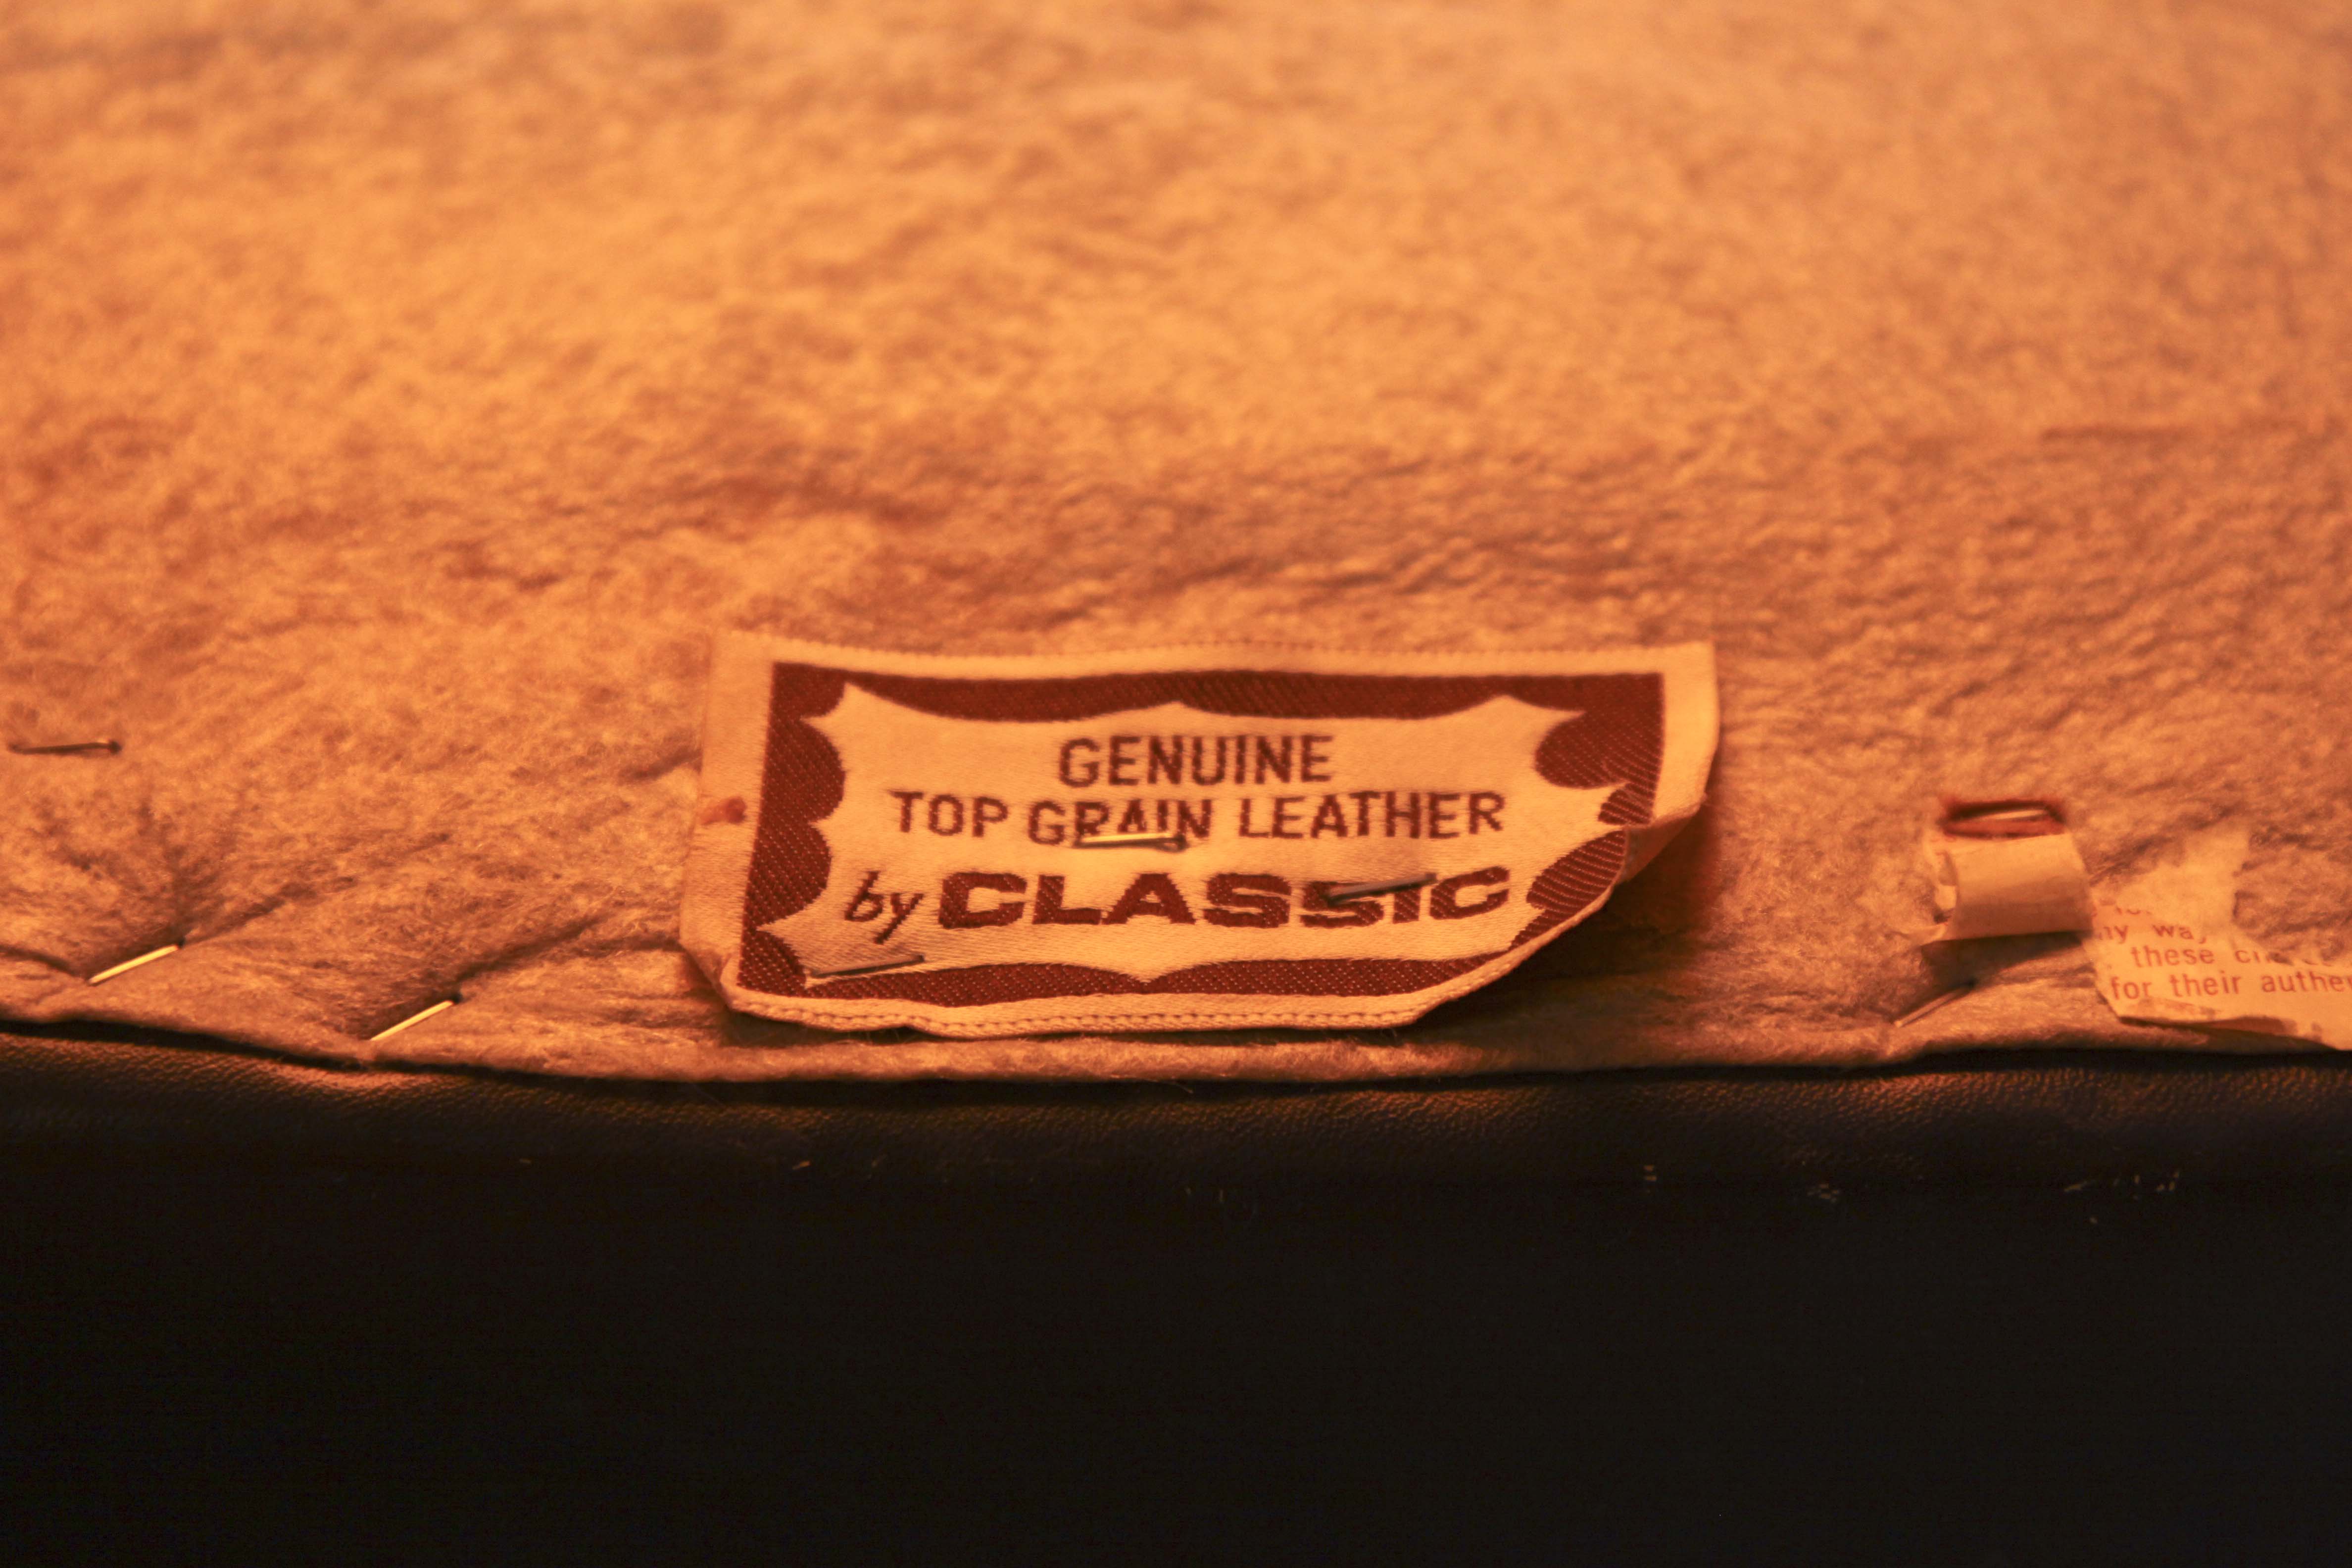 GENUINE
TOP GRAIN LEATHER
by CLASSIC
these
for their